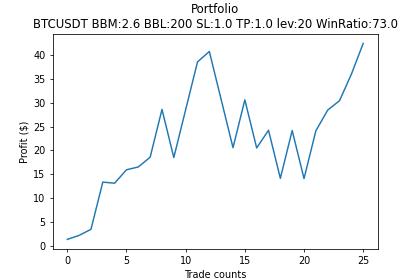 Portfolio
BTCUSDT BBM:2.6 BBL:200 SL:1.0 TP:1.0 lev:20 WinRatio:73.0
Profit ($)
40
35
30
25
20
15
10
5
0
0 5 10 15 20 25
Trade counts